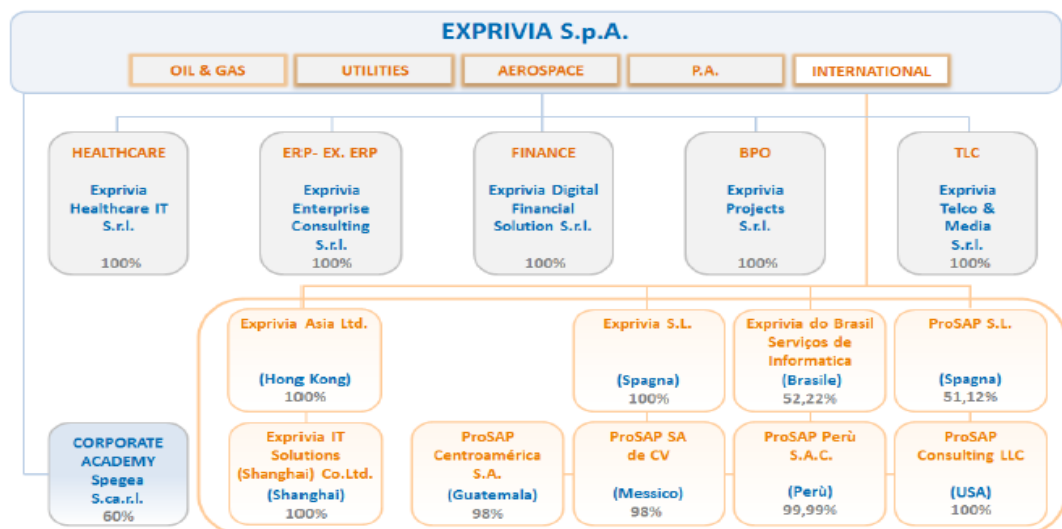 EXPRIVIA S.p.A.
OIL & GAS
UTILITIES
AEROSPACE
P.A.
INTERNATIONAL
HEALTHCARE
Exprivia
Healthcare IT
S.r.l.
100%
ERP- EX. ERP
Exprivia
Enterprise
Consulting
S.r.l.
100%
FINANCE
Exprivia Digital
Financial
Solution S.r.l.
100%
BPO
Exprivia
Projects
S.r.l.
100%
TLC
Exprivia
Telco &
Media
S.r.l.
100%
Exprivia Asia Ltd.
(Hong Kong)
100%
Exprivia S.L.
(Spagna)
100%
Exprivia do Brasil
Serviços de
Informatica
(Brasile)
52,22%
ProSAP S.L.
(Spagna)
51,12%
CORPORATE
ACADEMY
Spegea
S.ca.r.l.
60%
Exprivia IT
Solutions
(Shanghai) Co.Ltd.
(Shanghai)
100%
ProSAP
Centroamérica
S.A.
(Guatemala)
98%
ProSAP SA
de CV
(Messico)
98%
ProSAP Perù
S.A.C.
(Perù)
99,99%
ProSAP
Consulting LLC
(USA)
100%